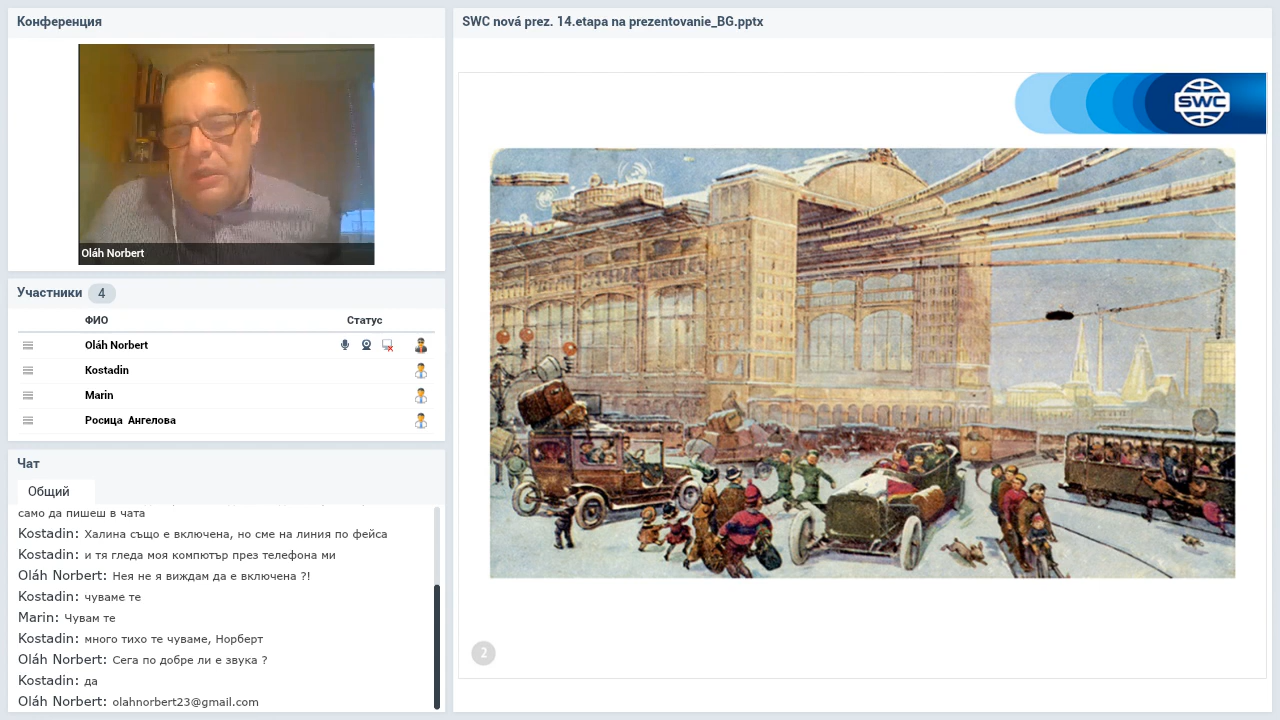 Конференция
Oláh Norbert
Участники 4
ФИО Статус
Oláh Norbert
Kostadin
Marin
Росица Ангелова
Чат
Общий
само да пишеш в чата
Kostadin: Халина също е включена, но сме на линия по фейса
Kostadin: и тя гледа моя компютър през телефона ми
Oláh Norbert: Нея не я виждам да е включена ?!
Kostadin: чуваме те
Marin: Чувам те
Kostadin: много тихо те чуваме, Норберт
Oláh Norbert: Сега по добре ли е звука ?
Kostadin: да
Oláh Norbert: olahnorbert23@gmail.com
SWC nová prez. 14.etapa na prezentovanie_BG.pptx
SWC
2